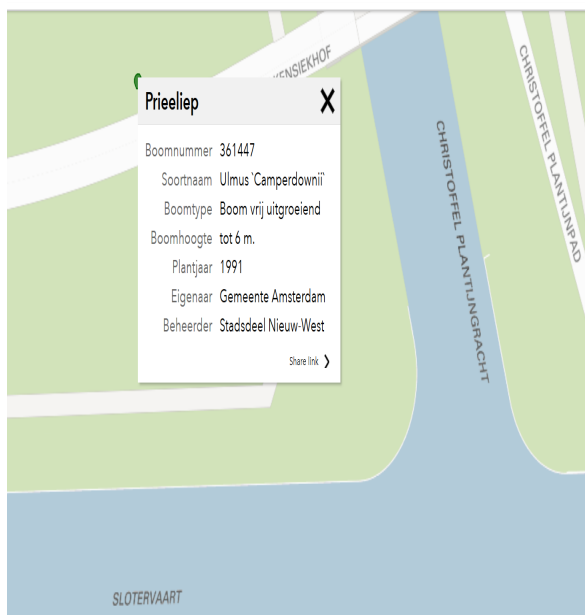 KENSIEKHOF
CHRISTOFFEL PLANTIJNPAD
CHRISTOFFEL PLANTIJNGRACHT
Prieeliep
Boomnummer 361447
Soortnaam Ulmus `Camperdownii`
Boomtype Boom vrij uitgroeiend
Boomhoogte tot 6 m.
Plantjaar 1991
Eigenaar Gemeente Amsterdam
Beheerder Stadsdeel Nieuw-West
Share link
SLOTERVAART